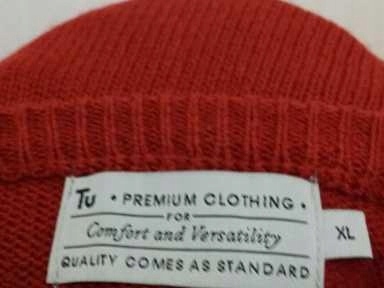 Tu • PREMIUM CLOTHING •
FOR
Comfort and Versatility
QUALITY COMES AS STANDARD
XL